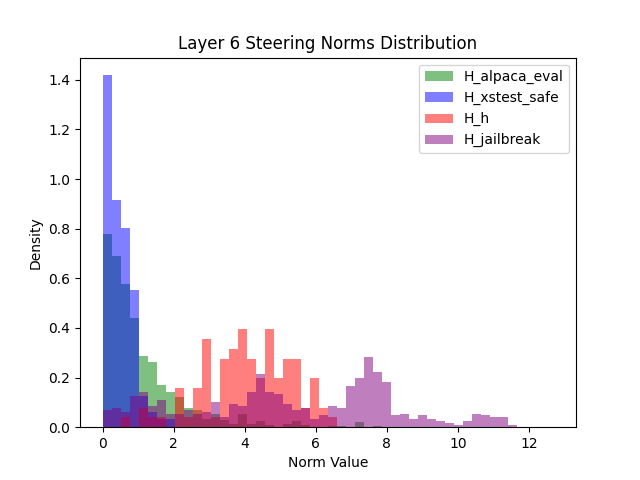 Layer 6 Steering Norms Distribution
H_alpaca_eval
H_xstest_safe
H_h
H_jailbreak
1.4
1.2
1.0
0.8
0.6
0.4
0.2
0.0
Density
0 2 4 6 8 10 12
Norm Value